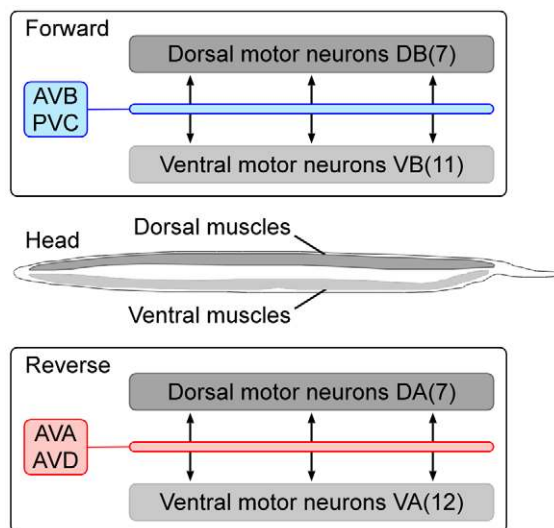 Forward
Dorsal motor neurons DB(7)
AVB
PVC
Ventral motor neurons VB(11)
Head
Dorsal muscles
Ventral muscles
Reverse
Dorsal motor neurons DA(7)
AVA
AVD
Ventral motor neurons VA(12)